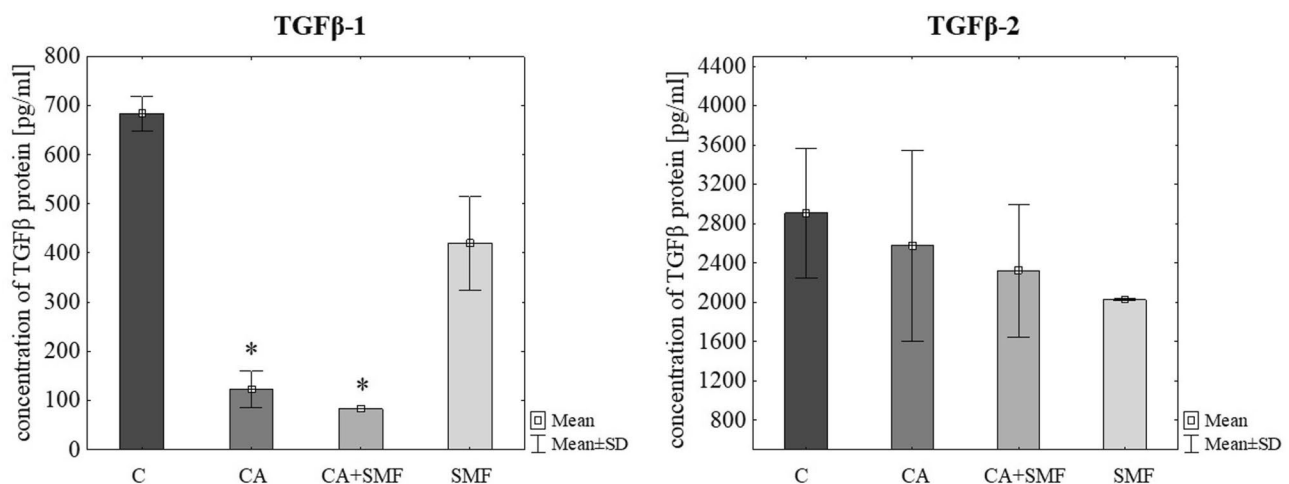 TGFβ-1
concentration of TGFβ protein [pg/ml]
800
700
600
500
400
300
200
100
0
*
*
C
CA
CA+SMF
SMF
Mean
Mean±SD
TGFβ-2
concentration of TGFβ protein [pg/ml]
4400
4000
3600
3200
2800
2400
2000
1600
1200
800
C
CA
CA+SMF
SMF
Mean
Mean±SD